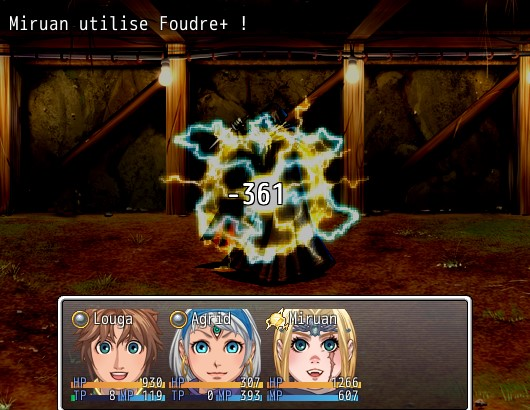 Miruan utilise Foudre+ !
-361
Louga Agrid Miruan
HP 930 HP 307 HP 1266
TP 8 MP 119 TP 0 MP 393 MP 607